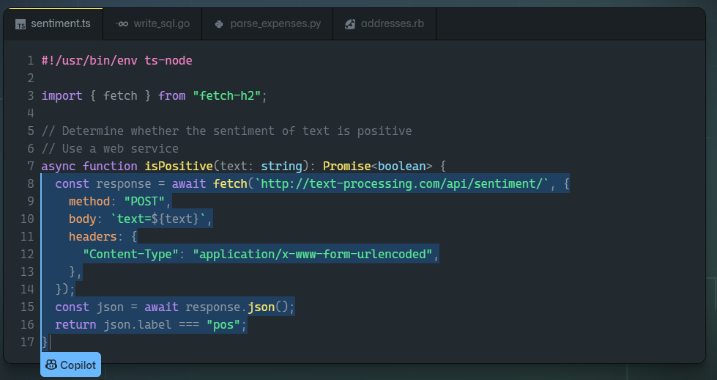 sentiment.ts write_sql.go parse_expenses.py addresses.rb
1 #!/usr/bin/env ts-node
2
3 import { fetch } from "fetch-h2";
4
5 // Determine whether the sentiment of text is positive
6 // Use a web service
7 async function isPositive(text: string): Promise<boolean> {
8 const response = await fetch(`http://text-processing.com/api/sentiment/`, {
9 method: "POST",
10 body: `text=${text}`,
11 headers: {
12 "Content-Type": "application/x-www-form-urlencoded",
13 },
14 });
15 const json = await response.json();
16 return json.label === "pos";
17 }
Copilot